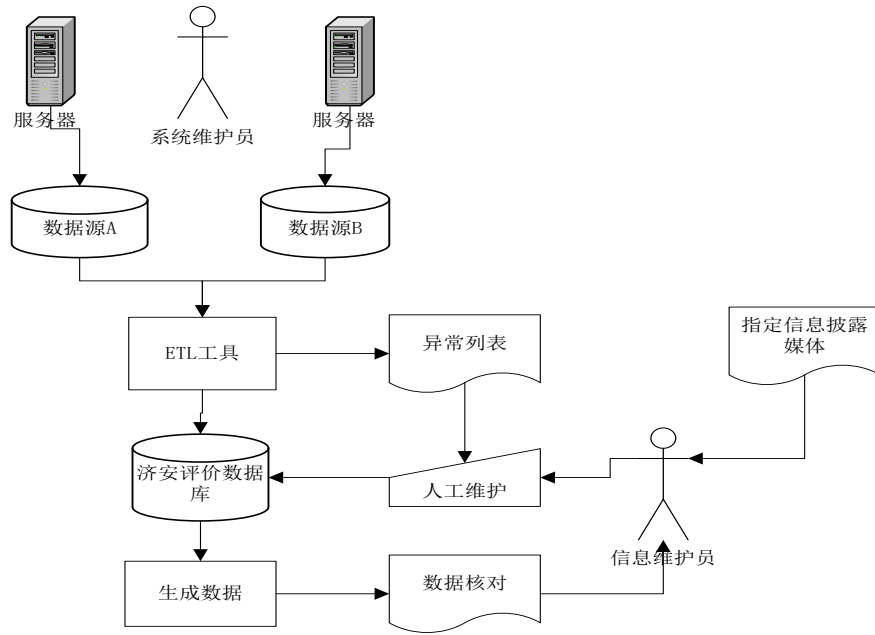 服务器
系统维护员
服务器
数据源A
数据源B
ETL工具
异常列表
指定信息披露
媒体
济安评价数据
库
人工维护
信息维护员
生成数据
数据核对